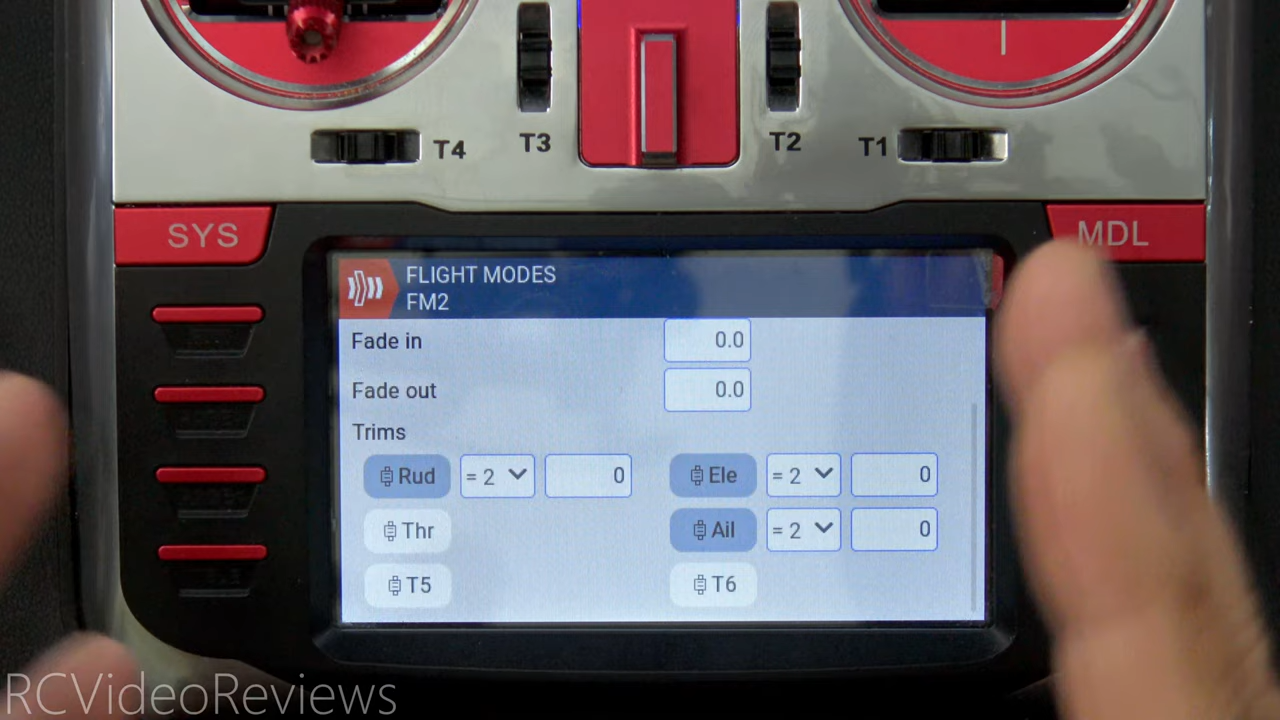 T4
T3
T2
T1
SYS
MDL
FLIGHT MODES
FM2
Fade in 0.0
Fade out 0.0
Trims
Rud = 2 0 Ele = 2 0
Thr Ail = 2 0
T5 T6
RCVideoReviews